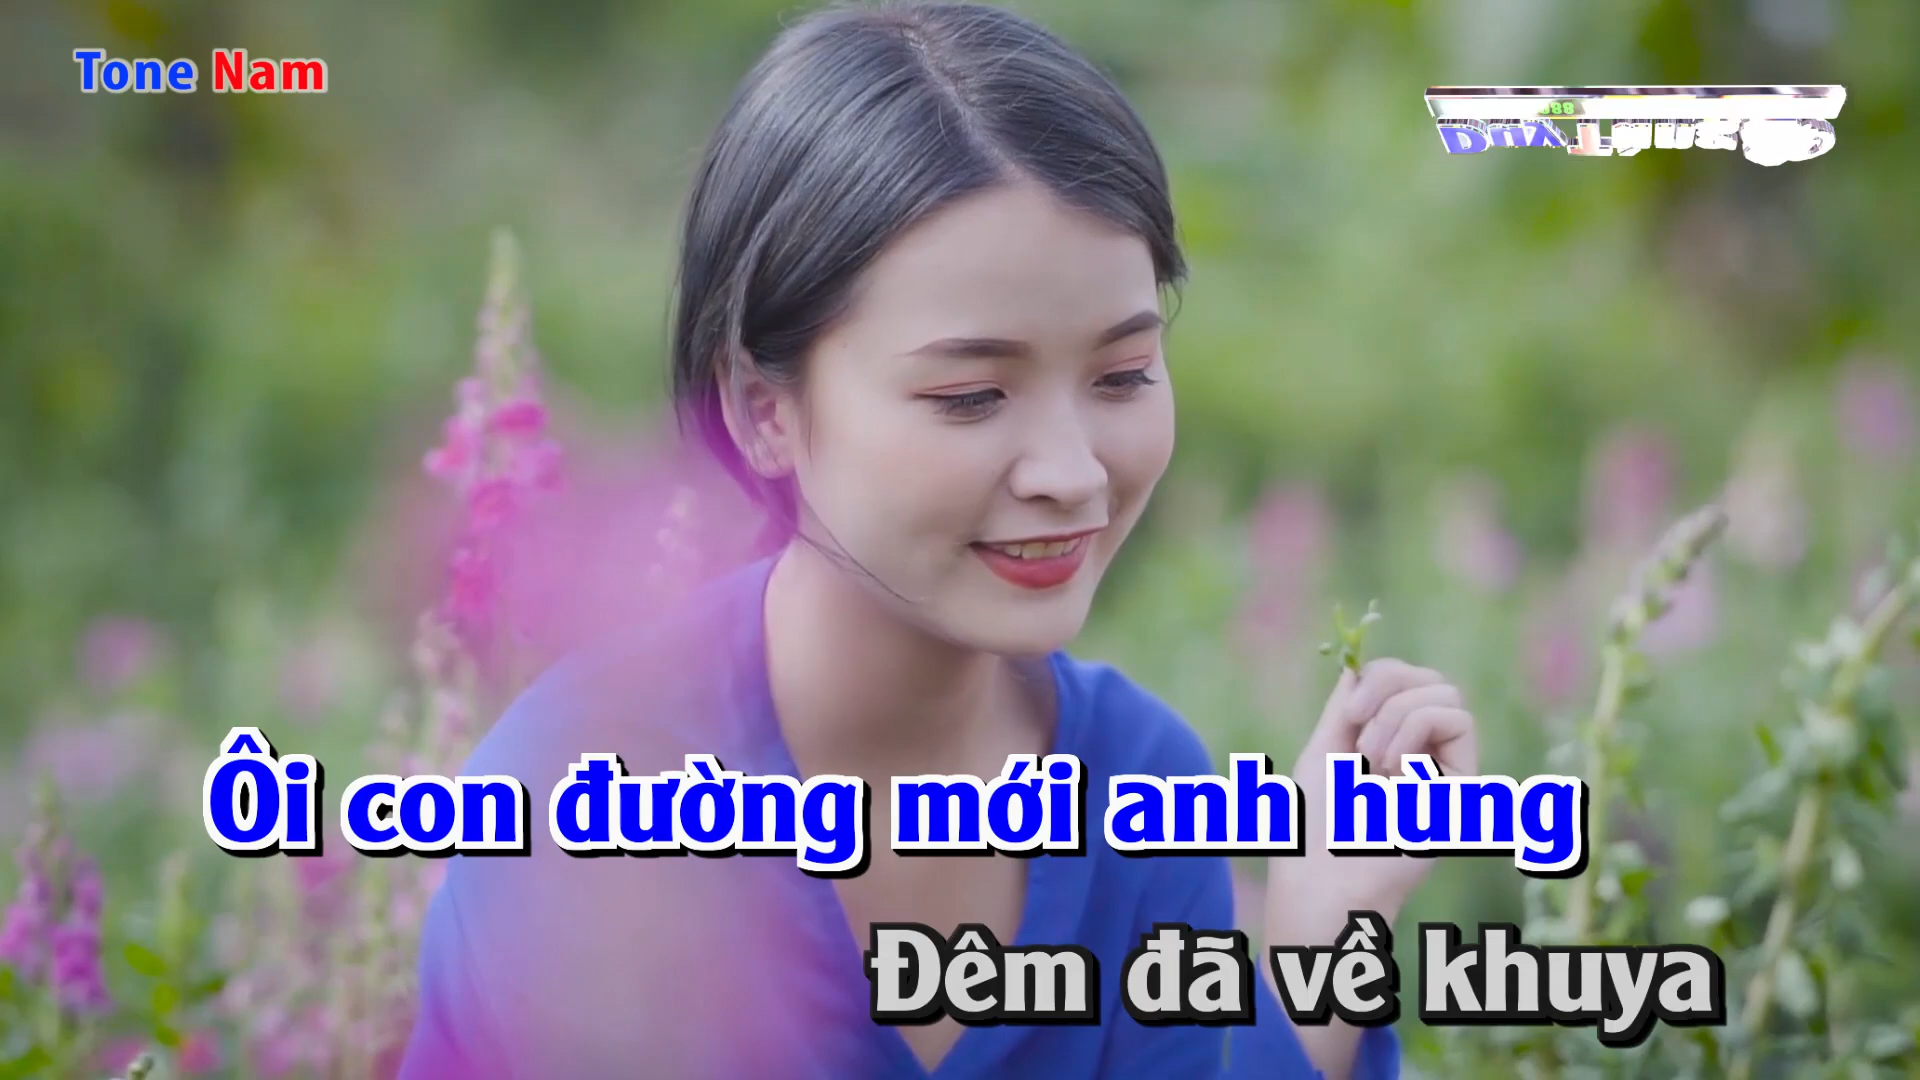 Tone Nam
Ôi con đường mới anh hùng
Đêm đã về khuya